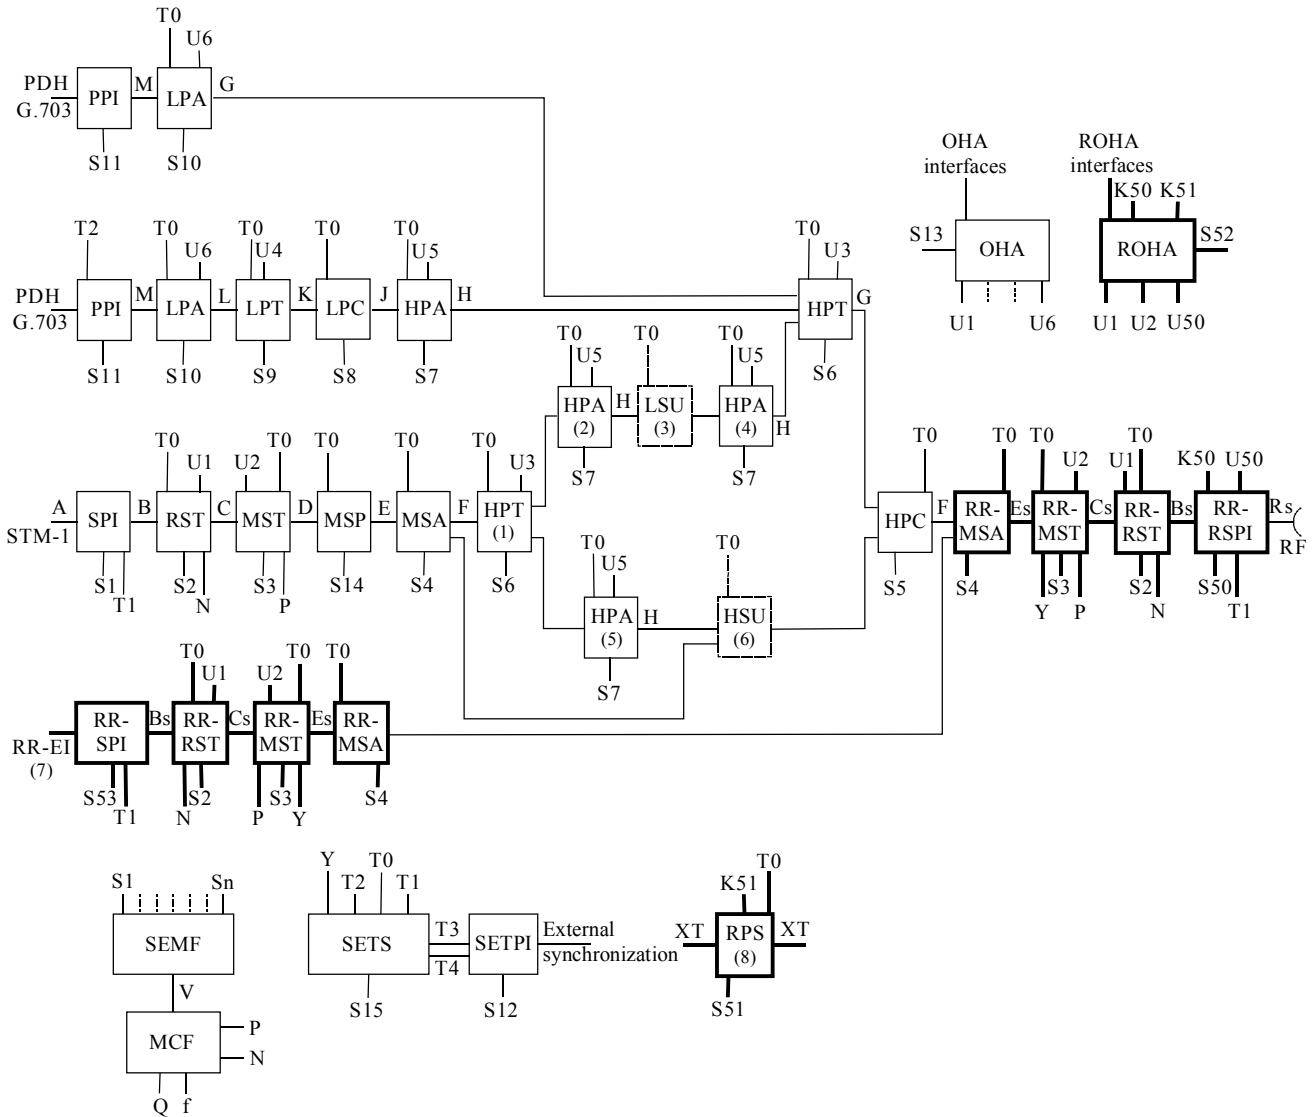 T0
U6
PDH
G.703
PPI
M
LPA
G
S11
S10
OHA
interfaces
ROHA
interfaces
K50
K51
S13
OHA
ROHA
S52
U1
U6
U1
U2
U50
T2
T0
U6
T0
U4
T0
T0
U5
T0
U3
PDH
G.703
PPI
M
LPA
L
LPT
K
LPC
J
HPA
H
HPT
G
S11
S10
S9
S8
S7
S6
T0
U5
T0
T0
U5
HPA
(2)
H
LSU
(3)
HPA
(4)
H
S7
S7
T0
U1
U2
T0
T0
T0
T0
U3
T0
T0
T0
U2
U1
T0
K50
U50
A
STM-1
SPI
B
RST
C
MST
D
MSP
E
MSA
F
HPT
(1)
HPC
F
RR-
MSA
Es
RR-
MST
Cs
RR-
RST
Bs
RR-
RSPI
Rs
RF
S1
T1
S2
N
S3
P
S14
S4
S6
S5
S4
Y
S3
P
S2
N
S50
T1
T0
U5
T0
HPA
(5)
H
HSU
(6)
S7
T0
U1
U2
T0
T0
RR-EI
(7)
RR-
SPI
Bs
RR-
RST
Cs
RR-
MST
Es
RR-
MSA
S53
T1
N
S2
P
S3
Y
S4
S1
Sn
SEMF
V
MCF
P
N
Q
f
Y
T2
T0
T1
SETS
T3
T4
SETPI
External
synchronization
S15
S12
K51
T0
XT
RPS
(8)
XT
S51